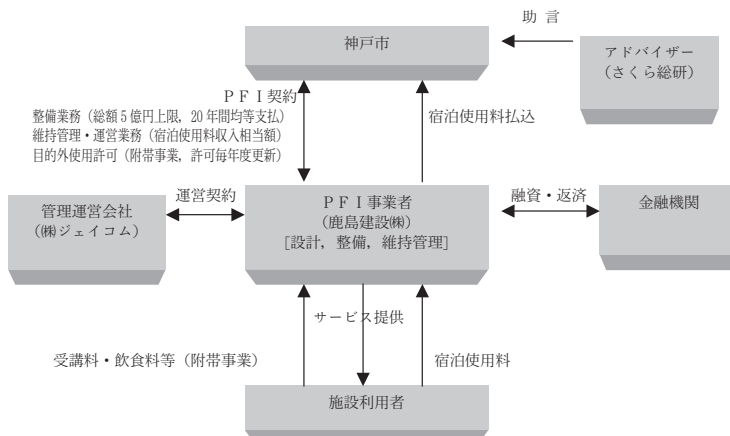 助 言
神戸市
アドバイザー
（さくら総研）
ＰＦＩ契約
整備業務（総額５億円上限，20 年間均等支払）
維持管理・運営業務（宿泊使用料収入相当額）
目的外使用許可（附帯事業，許可毎年度更新）
宿泊使用料払込
運営契約
管理運営会社
（㈱ジェイコム）
ＰＦＩ事業者
（鹿島建設㈱）
［設計，整備，維持管理］
融資・返済
金融機関
サービス提供
受講料・飲食料等（附帯事業）
宿泊使用料
施設利用者